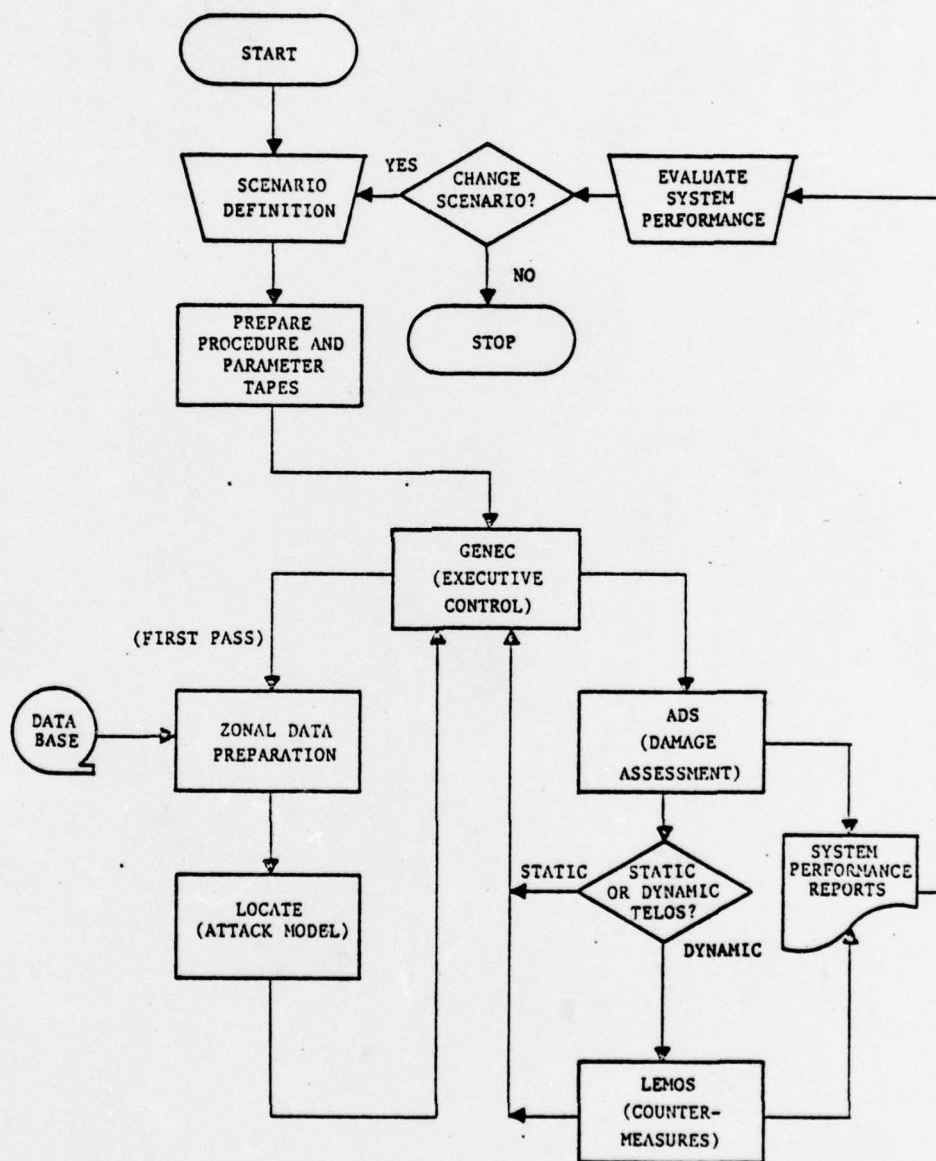 START
YES
SCENARIO
DEFINITION
CHANGE
SCENARIO?
EVALUATE
SYSTEM
PERFORMANCE
NO
STOP
PREPARE
PROCEDURE AND
PARAMETER
TAPES
GENEC
(EXECUTIVE
CONTROL)
(FIRST PASS)
DATA
BASE
ZONAL DATA
PREPARATION
ADS
(DAMAGE
ASSESSMENT)
LOCATE
(ATTACK MODEL)
STATIC
STATIC
OR DYNAMIC
TELOS?
DYNAMIC
SYSTEM
PERFORMANCE
REPORTS
LEMOS
(COUNTER-
MEASURES)